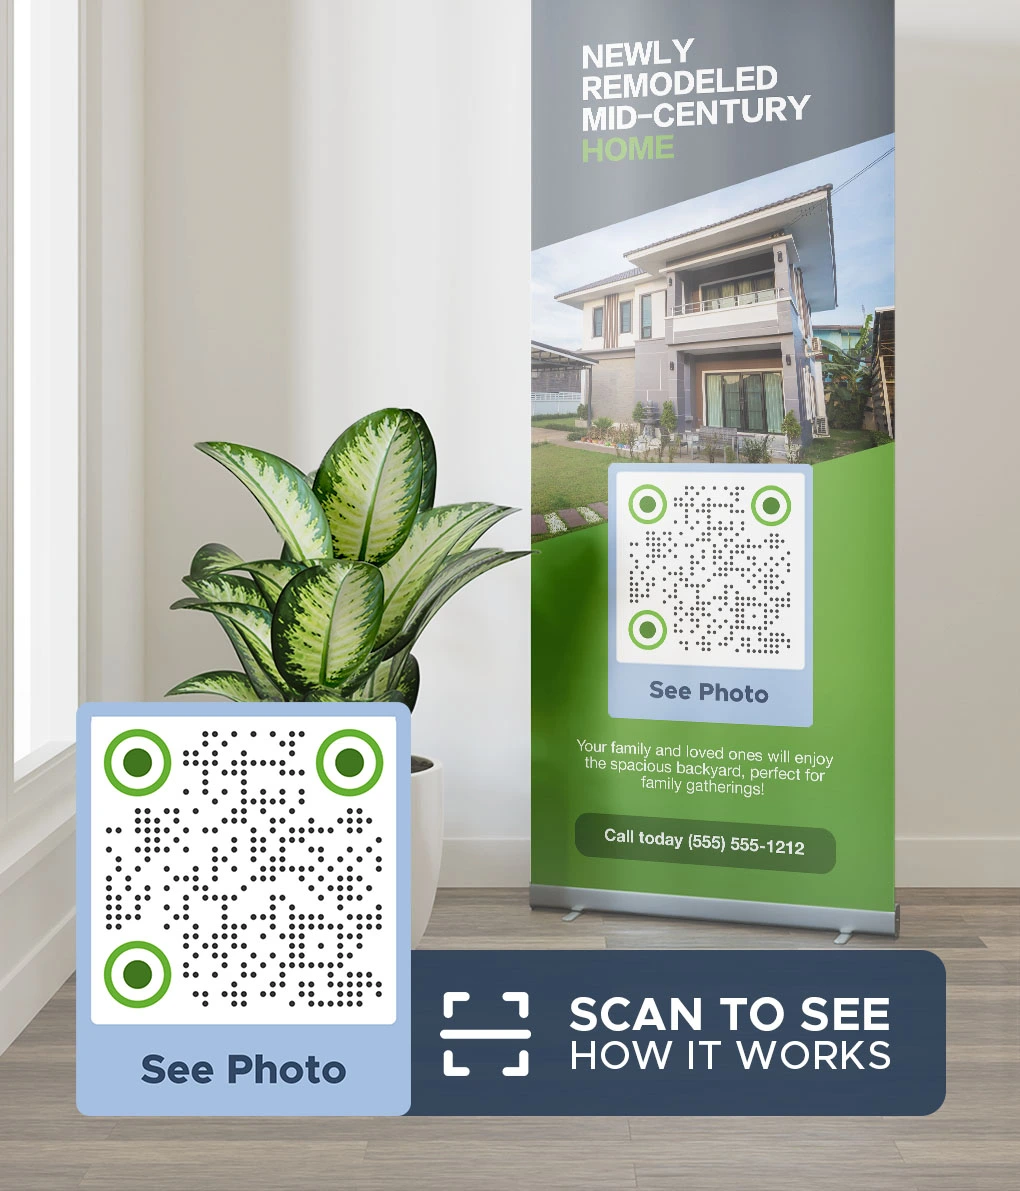 NEWLY
REMODELED
MID-CENTURY
HOME
See Photo
Your family and loved ones will enjoy
the spacious backyard, perfect for
family gatherings!
Call today (555) 555-1212
See Photo
SCAN TO SEE
HOW IT WORKS